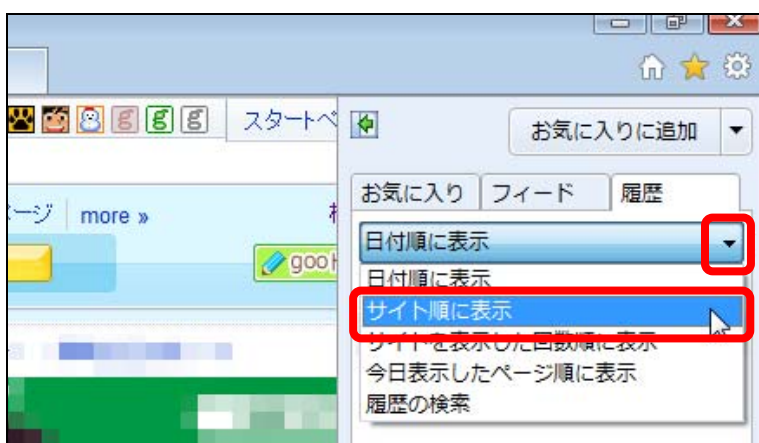 スタートペ
お気に入りに追加
お気に入り フィード 履歴
ページ more »
日付順に表示
goo
日付順に表示
サイト順に表示
サイトを表示した回数順に表示
今日表示したページ順に表示
履歴の検索